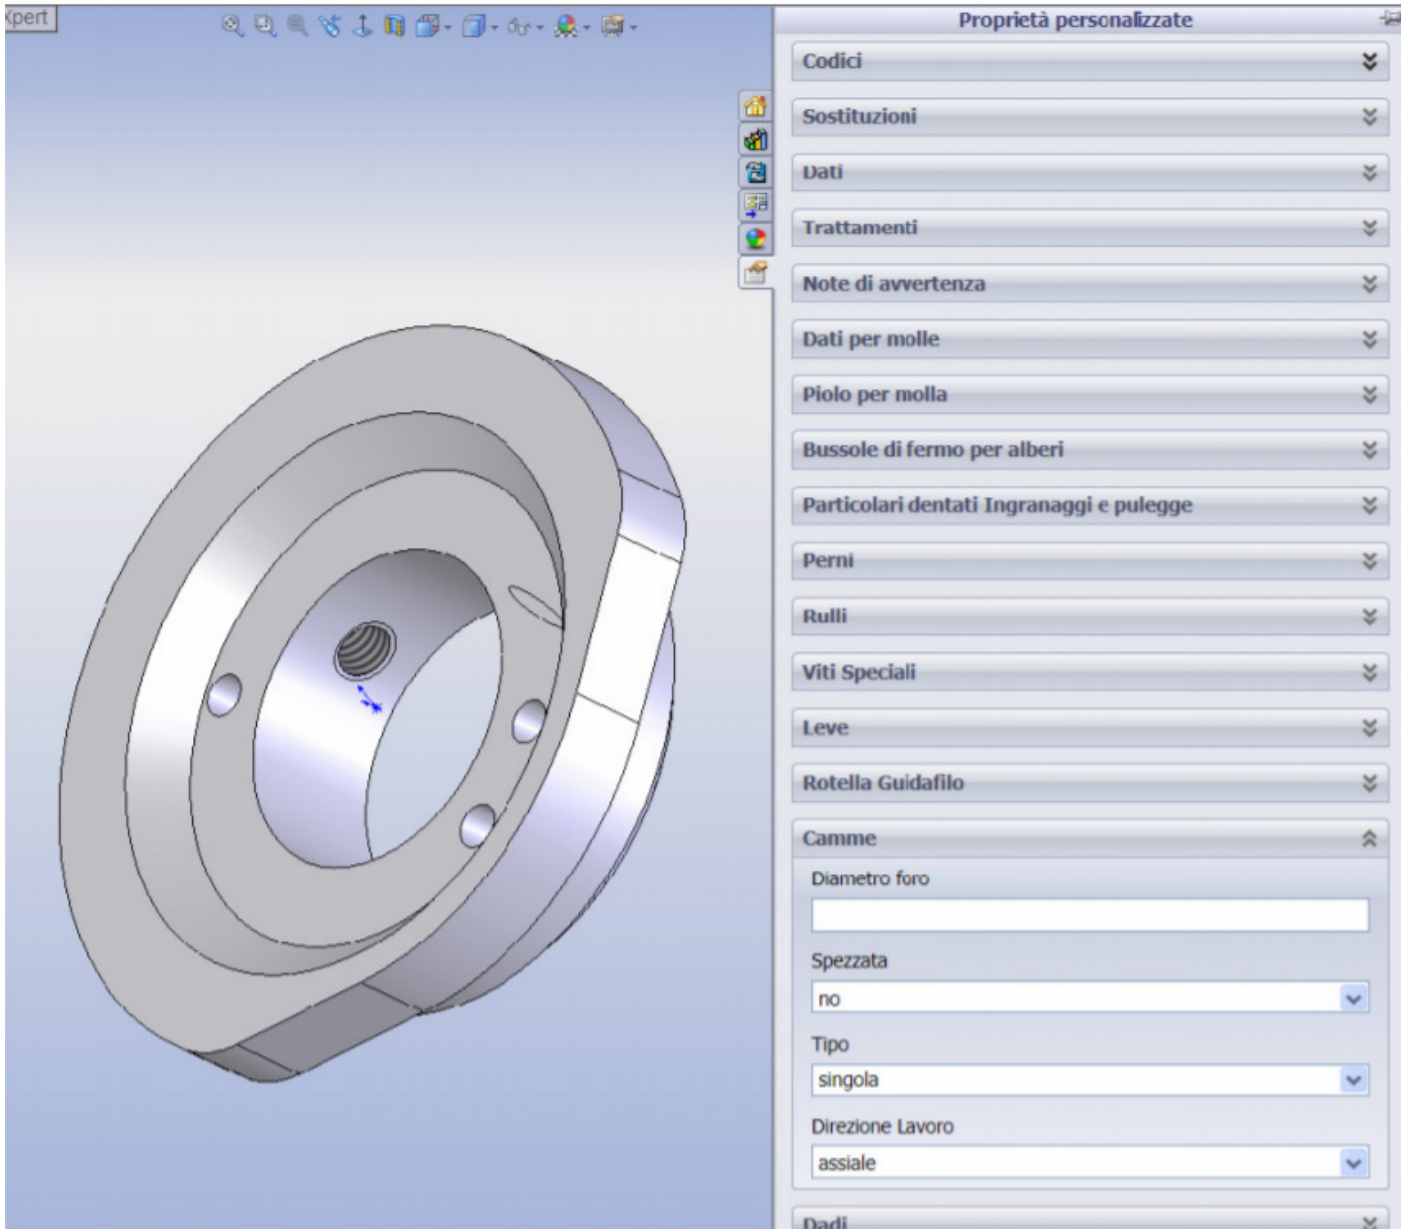 Xpert
Proprietà personalizzate
Codici
Sostituzioni
Dati
Trattamenti
Note di avvertenza
Dati per molle
Piolo per molla
Bussole di fermo per alberi
Particolari dentati Ingranaggi e pulegge
Perni
Rulli
Viti Speciali
Leve
Rotella Guidafilo
Camme
Diametro foro
Spezzata
no
Tipo
singola
Direzione Lavoro
assiale
Dadi